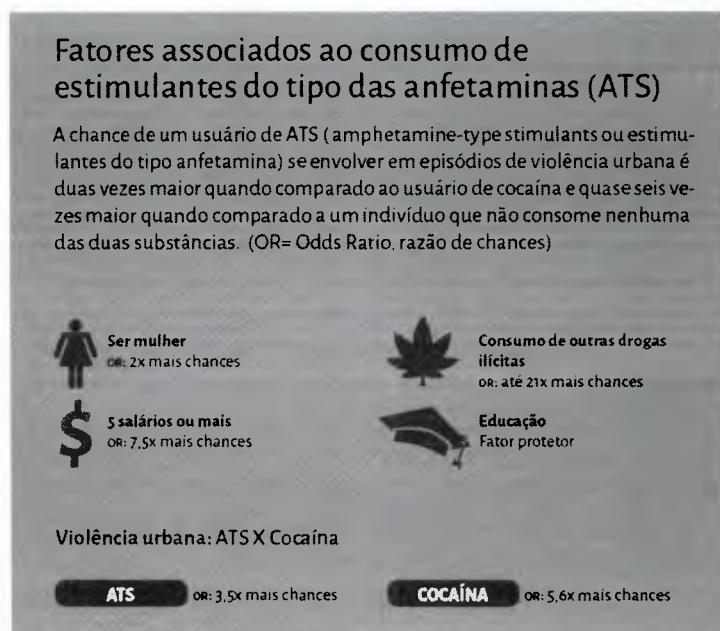 Fatores associados ao consumo de
estimulantes do tipo das anfetaminas (ATS)
A chance de um usuário de ATS (amphetamine-type stimulants ou estimu-
lantes do tipo anfetamina) se envolver em episódios de violência urbana é
duas vezes maior quando comparado ao usuário de cocaína e quase seis ve-
zes maior quando comparado a um indivíduo que não consome nenhuma
das duas substâncias. (OR= Odds Ratio, razão de chances)
Ser mulher
OR: 2x mais chances
5 salários ou mais
OR: 7,5x mais chances
Consumo de outras drogas
ilícitas
OR: até 21x mais chances
Educação
Fator protetor
Violência urbana: ATS X Cocaína
ATS OR: 3,5x mais chances
COCAÍNA OR: 5,6x mais chances